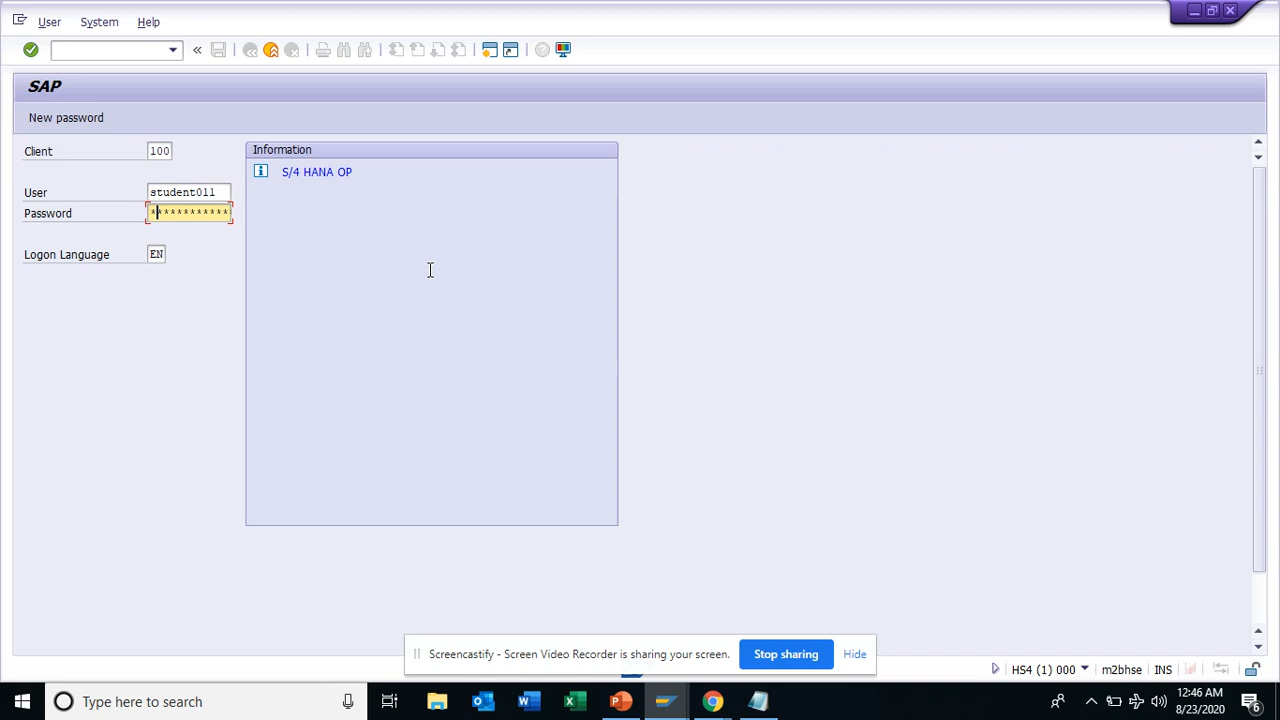 User System Help
SAP
New password
Client 100
Information
S/4 HANA OP
User student011
Password ************
Logon Language EN
Screencastify - Screen Video Recorder is sharing your screen. Stop sharing Hide
HS4 (1) 000 m2bhse INS
Type here to search
12:46 AM
8/23/2020
6